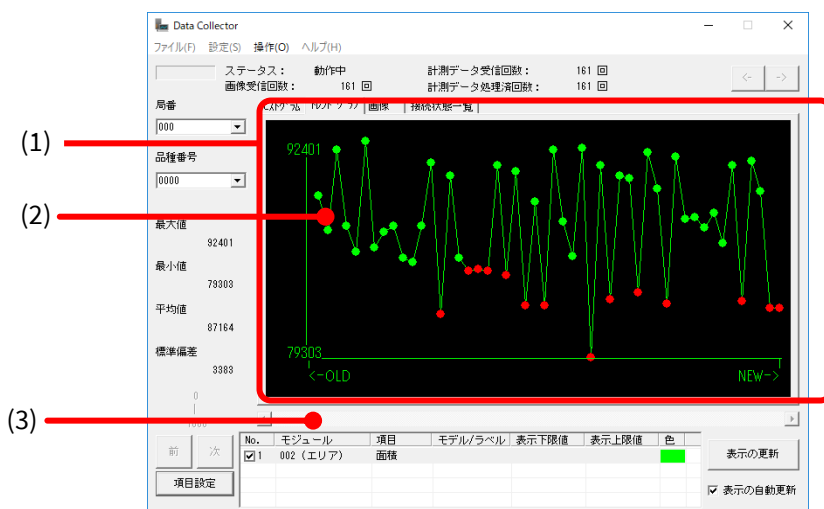 Data Collector
ファイル(F) 設定(S) 操作(O) ヘルプ(H)
ステータス： 動作中 計測データ受信回数： 161 回
画像受信回数： 161 回 計測データ処理済回数： 161 回
<- ->
局番
000
ヒストグラム トレンドグラフ 画像 接続状態一覧
(1)
品種番号
0000
(2)
最大値
92401
最小値
79303
平均値
87164
標準偏差
3383
92401
79303
<-OLD NEW->
0
(3)
前 次
項目設定
No. モジュール 項目 モデル/ラベル 表示下限値 表示上限値 色
1 002 (エリア) 面積
表示の更新
表示の自動更新